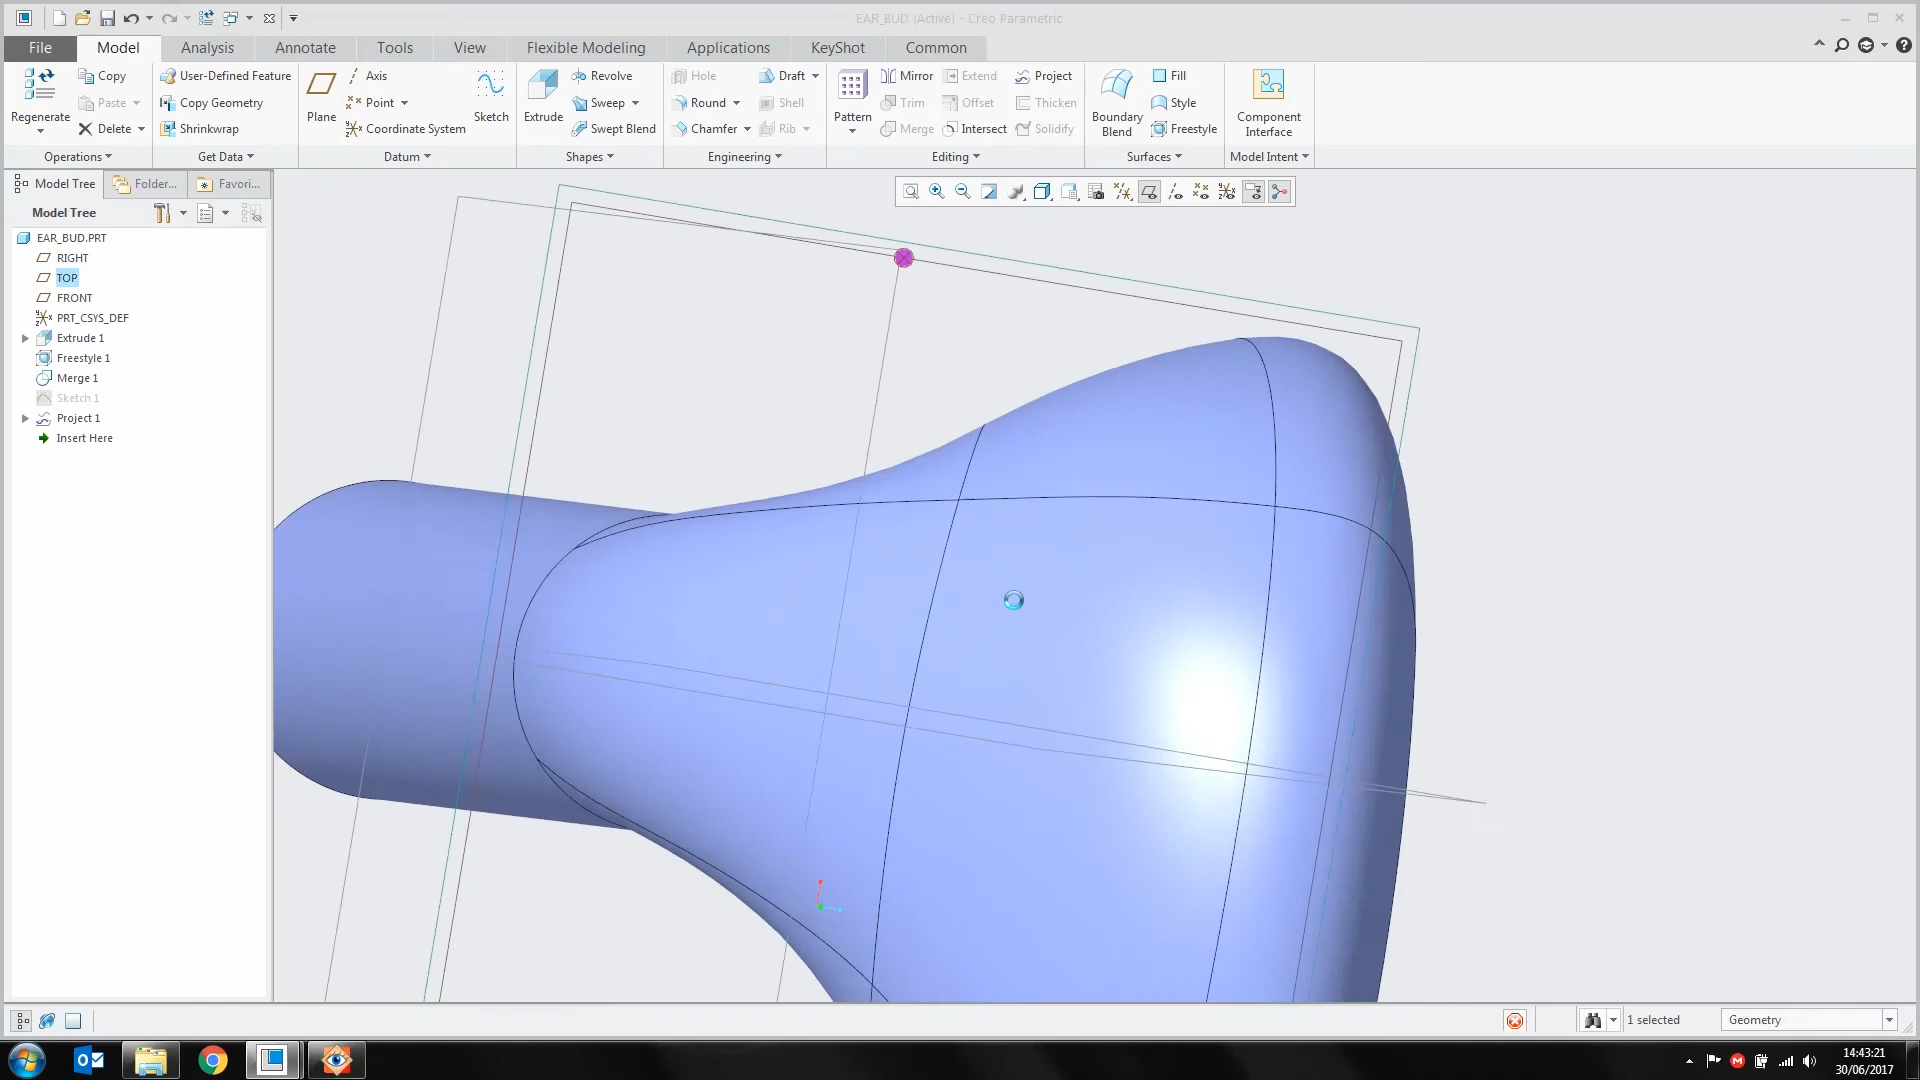 EAR_BUD (Active) - Creo Parametric
File Model Analysis Annotate Tools View Flexible Modeling Applications KeyShot Common
Regenerate
Copy
Paste
Delete
Operations
User-Defined Feature
Copy Geometry
Shrinkwrap
Get Data
Plane
Axis
Point
Coordinate System
Sketch
Datum
Extrude
Revolve
Sweep
Swept Blend
Shapes
Hole
Round
Chamfer
Draft
Shell
Rib
Engineering
Pattern
Mirror
Trim
Merge
Extend
Offset
Intersect
Project
Thicken
Solidify
Editing
Boundary
Blend
Fill
Style
Freestyle
Surfaces
Component
Interface
Model Intent
Model Tree Folder... Favori...
Model Tree
EAR_BUD.PRT
RIGHT
TOP
FRONT
PRT_CSYS_DEF
Extrude 1
Freestyle 1
Merge 1
Sketch 1
Project 1
Insert Here
1 selected
Geometry
14:43:21
30/06/2017